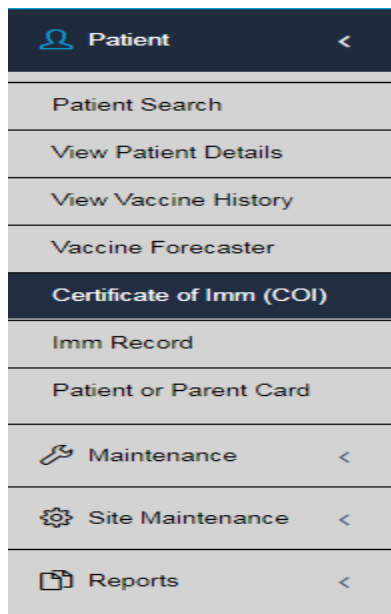 Patient <
Patient Search
View Patient Details
View Vaccine History
Vaccine Forecaster
Certificate of Imm (COI)
Imm Record
Patient or Parent Card
Maintenance <
Site Maintenance <
Reports <